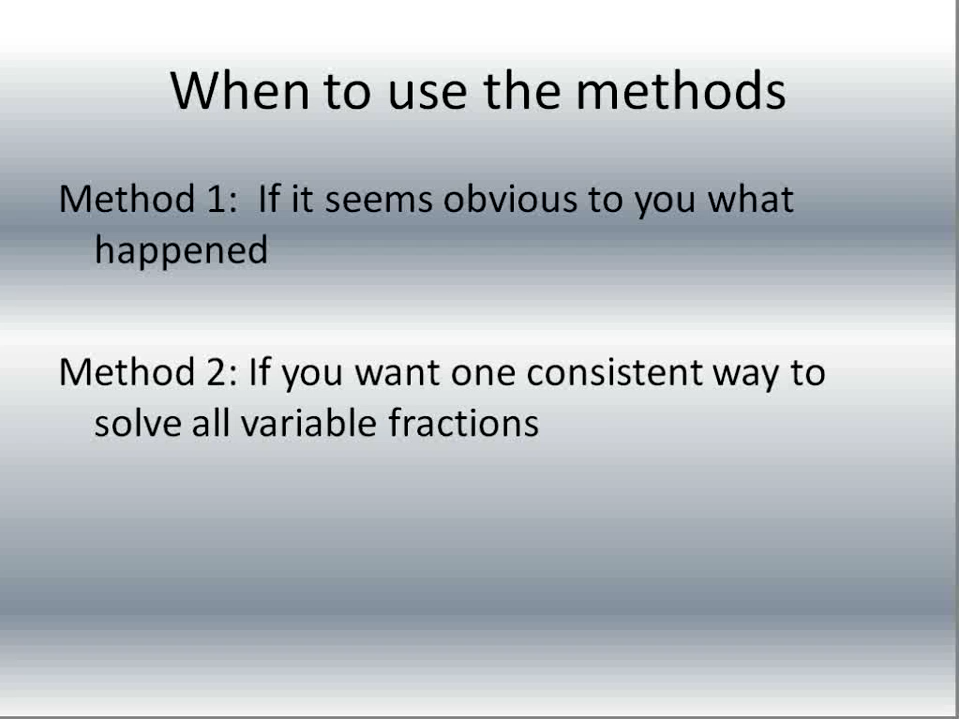 When to use the methods
Method 1:  If it seems obvious to you what
happened
Method 2: If you want one consistent way to
solve all variable fractions